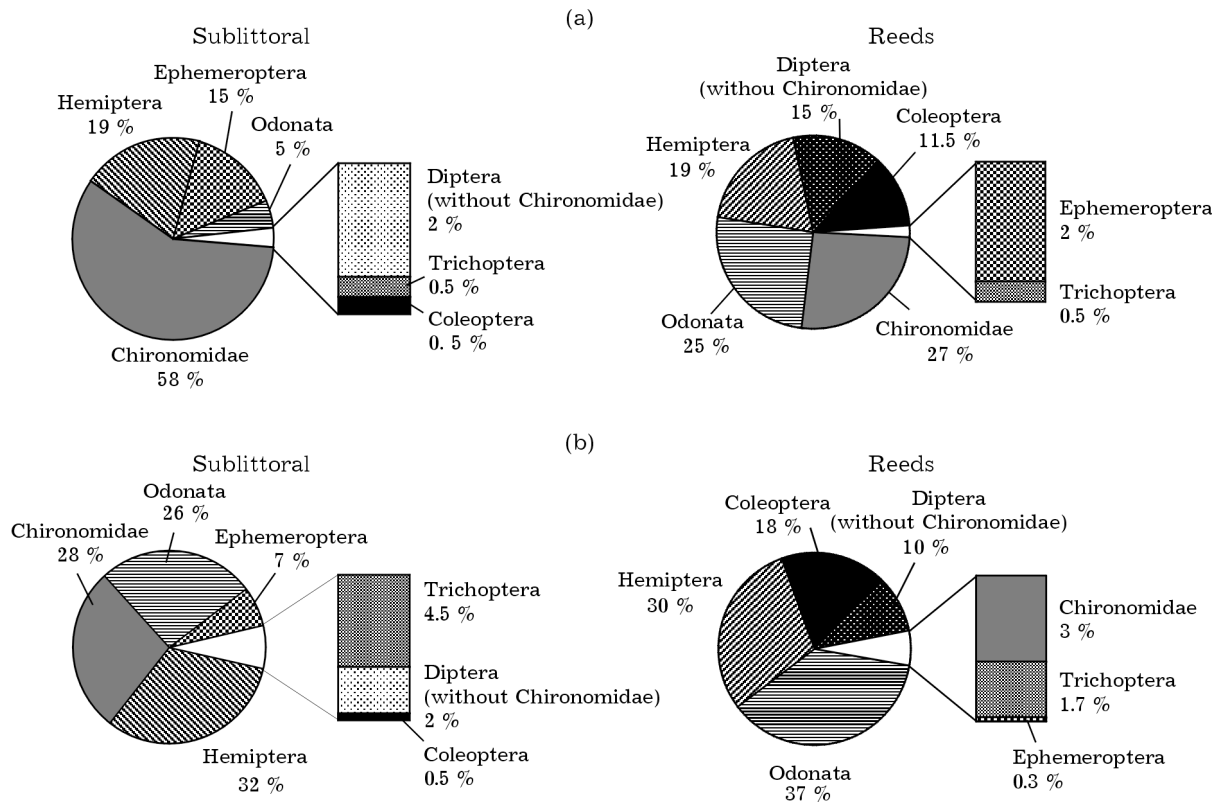 (a)
Sublittoral
Ephemeroptera
15 %
Hemiptera
19 %
Odonata
5 %
Diptera
(without Chironomidae)
2 %
Trichoptera
0.5 %
Coleoptera
0. 5 %
Chironomidae
58 %
Reeds
Diptera
(withou Chironomidae)
15 %
Coleoptera
11.5 %
Hemiptera
19 %
Ephemeroptera
2 %
Trichoptera
0.5 %
Odonata
25 %
Chironomidae
27 %
(b)
Sublittoral
Odonata
26 %
Chironomidae
28 %
Ephemeroptera
7 %
Trichoptera
4.5 %
Diptera
(without Chironomidae)
2 %
Coleoptera
0.5 %
Hemiptera
32 %
Reeds
Coleoptera
18 %
Diptera
(without Chironomidae)
10 %
Hemiptera
30 %
Chironomidae
3 %
Trichoptera
1.7 %
Ephemeroptera
0.3 %
Odonata
37 %